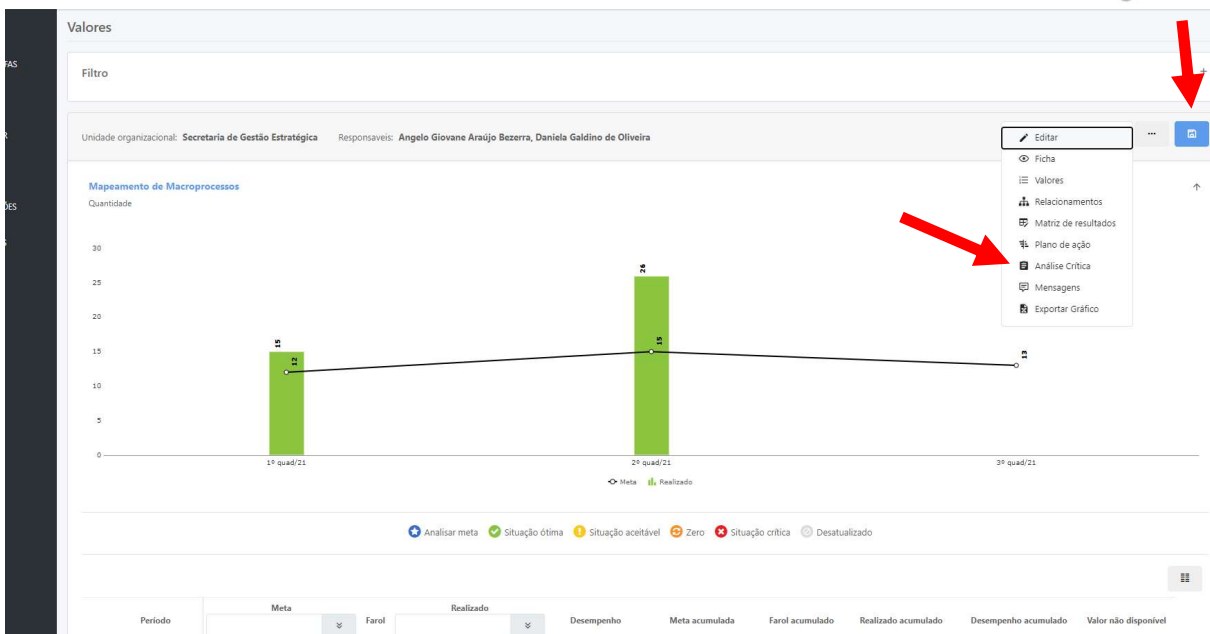 Valores
FAS
Filtro
+
R
Unidade organizacional: Secretaria de Gestão Estratégica Responsaveis: Angelo Giovane Araújo Bezerra, Daniela Galdino de Oliveira
...
Editar
Ficha
Valores
Relacionamentos
Matriz de resultados
Plano de ação
Análise Crítica
Mensagens
Exportar Gráfico
Mapeamento de Macroprocessos
Quantidade
ÕES
S
30
25
20
15
10
5
0
15
12
26
15
13
1º quad/21
2º quad/21
3º quad/21
Meta Realizado
Analisar meta Situação ótima Situação aceitável Zero Situação crítica Desatualizado
Período Meta Farol Realizado Desempenho Meta acumulada Farol acumulado Realizado acumulado Desempenho acumulado Valor não disponível